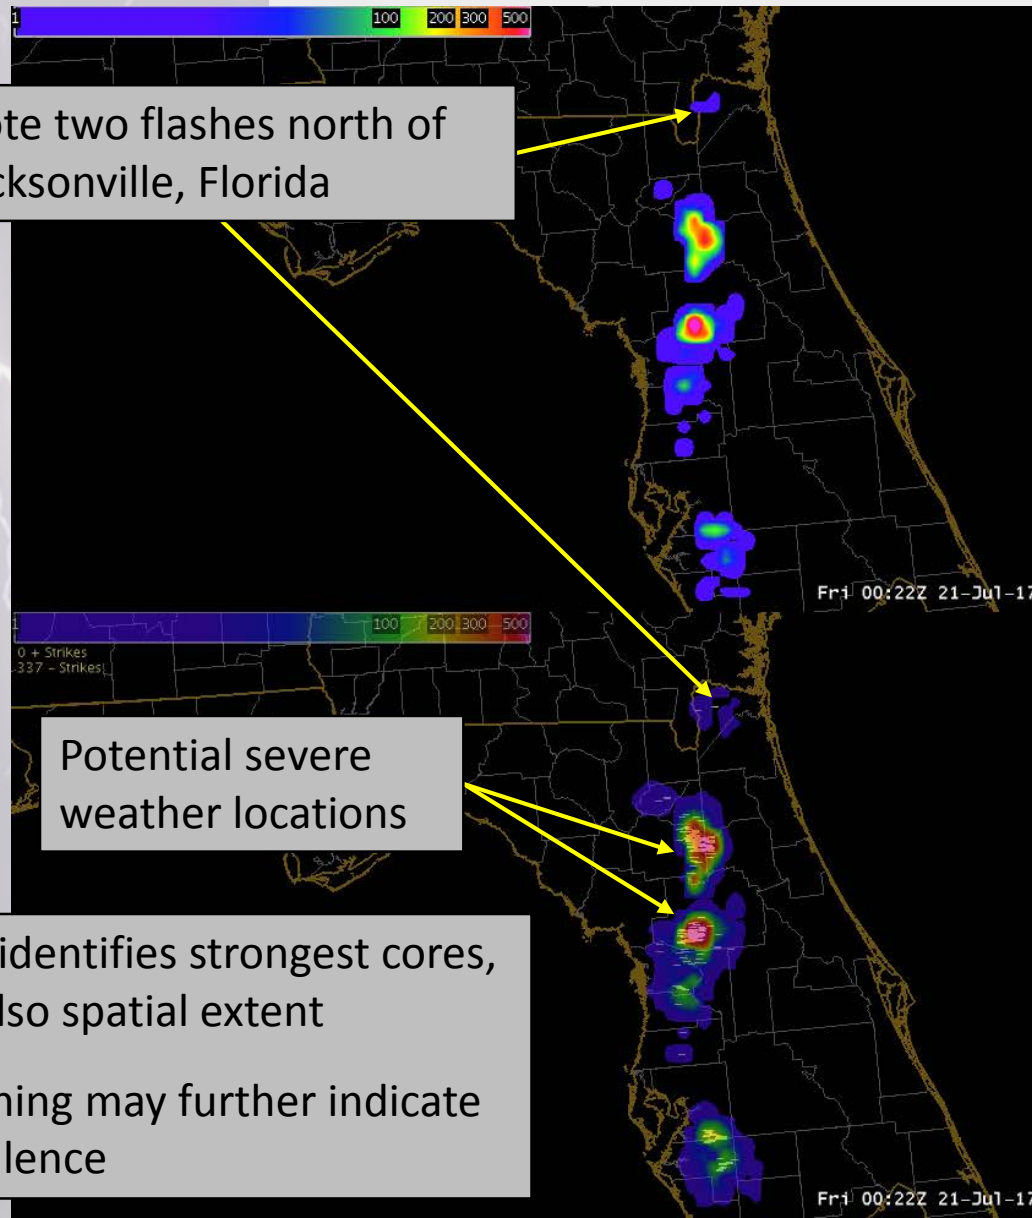 1 100 200 300 500
ote two flashes north of
cksonville, Florida
Fri 00:22Z 21-Jul-17
1 100 200 300 500
0 + Strikes
337 - Strikes
Potential severe
weather locations
identifies strongest cores,
lso spatial extent
ning may further indicate
lence
Fri 00:22Z 21-Jul-17